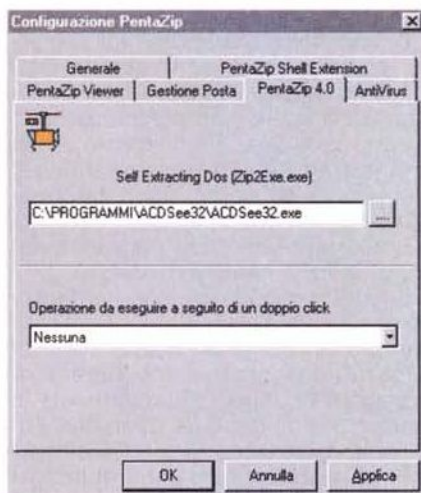 Configurazione PentaZip
Generale
PentaZip Shell Extension
PentaZip Viewer
Gestione Posta
PentaZip 4.0
AntiVirus
Self Extracting Dos (Zip2Exe.exe)
C:\PROGRAMMI\ACDSee32\ACDSee32.exe
...
Operazione da eseguire a seguito di un doppio click
Nessuna
OK
Annulla
Applica